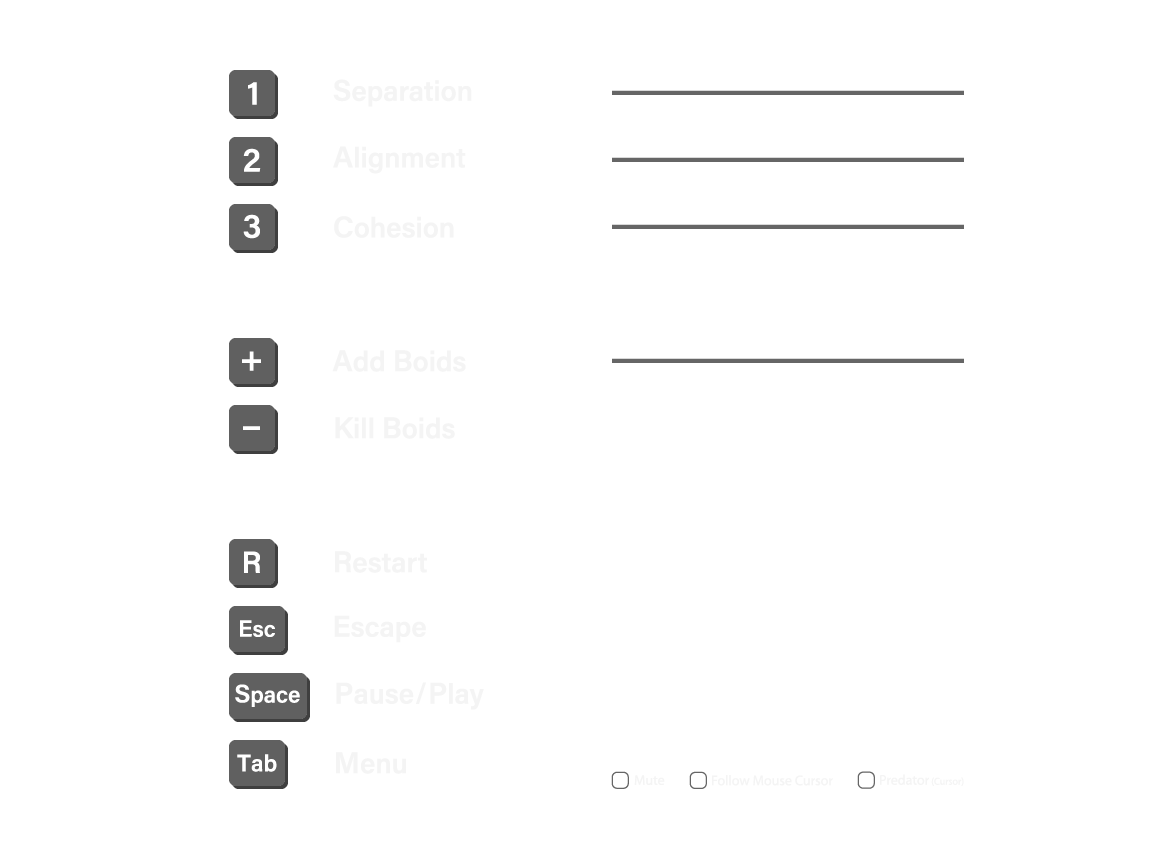 1 Separation
2 Alignment
3 Cohesion
+ Add Boids
− Kill Boids
R Restart
Esc Escape
Space Pause/Play
Tab Menu
Mute Follow Mouse Cursor Predator (Cursor)